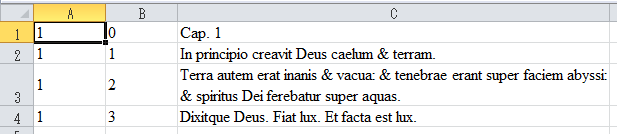 A B C
1 1 0 Cap. 1
2 1 1 In principio creavit Deus caelum & terram.
Terra autem erat inanis & vacua: & tenebrae erant super faciem abyssi:
3 1 2 & spiritus Dei ferebatur super aquas.
4 1 3 Dixitque Deus. Fiat lux. Et facta est lux.